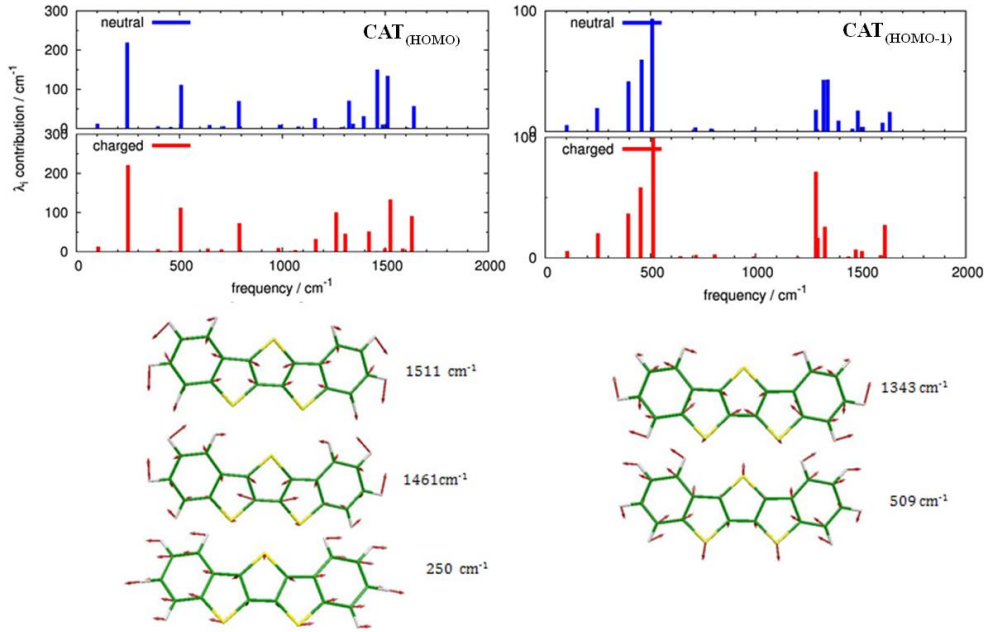 300
neutral
CAT(HOMO)
200
100
0
300
charged
200
100
0
λi contribution / cm-1
0 500 1000 1500 2000
frequency / cm-1
100
neutral
CAT(HOMO-1)
0
100
charged
0
0 500 1000 1500 2000
frequency / cm-1
1511 cm-1
1461cm-1
250 cm-1
1343 cm-1
509 cm-1